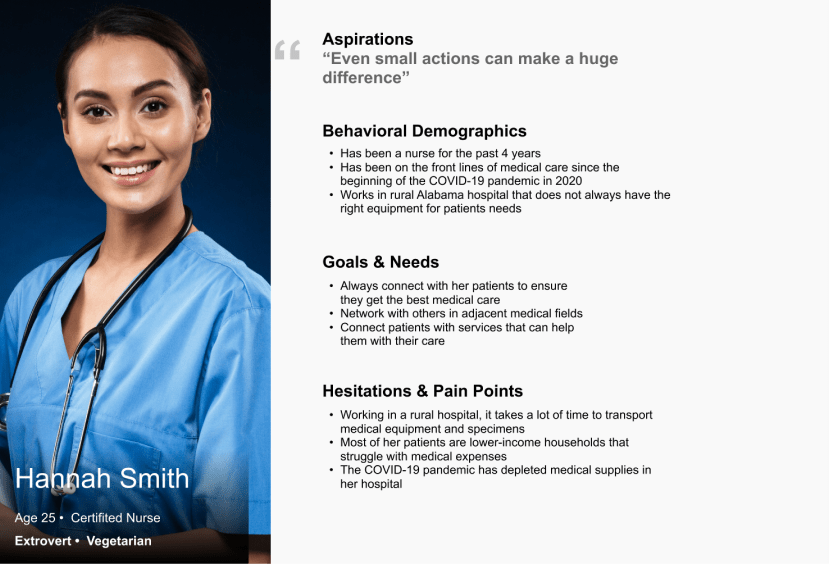 “
Aspirations
“Even small actions can make a huge
difference”
Behavioral Demographics
• Has been a nurse for the past 4 years
• Has been on the front lines of medical care since the
beginning of the COVID-19 pandemic in 2020
• Works in rural Alabama hospital that does not always have the
right equipment for patients needs
Goals & Needs
• Always connect with her patients to ensure
they get the best medical care
• Network with others in adjacent medical fields
• Connect patients with services that can help
them with their care
Hesitations & Pain Points
• Working in a rural hospital, it takes a lot of time to transport
medical equipment and specimens
• Most of her patients are lower-income households that
struggle with medical expenses
• The COVID-19 pandemic has depleted medical supplies in
her hospital
Hannah Smith
Age 25 • Certifited Nurse
Extrovert • Vegetarian